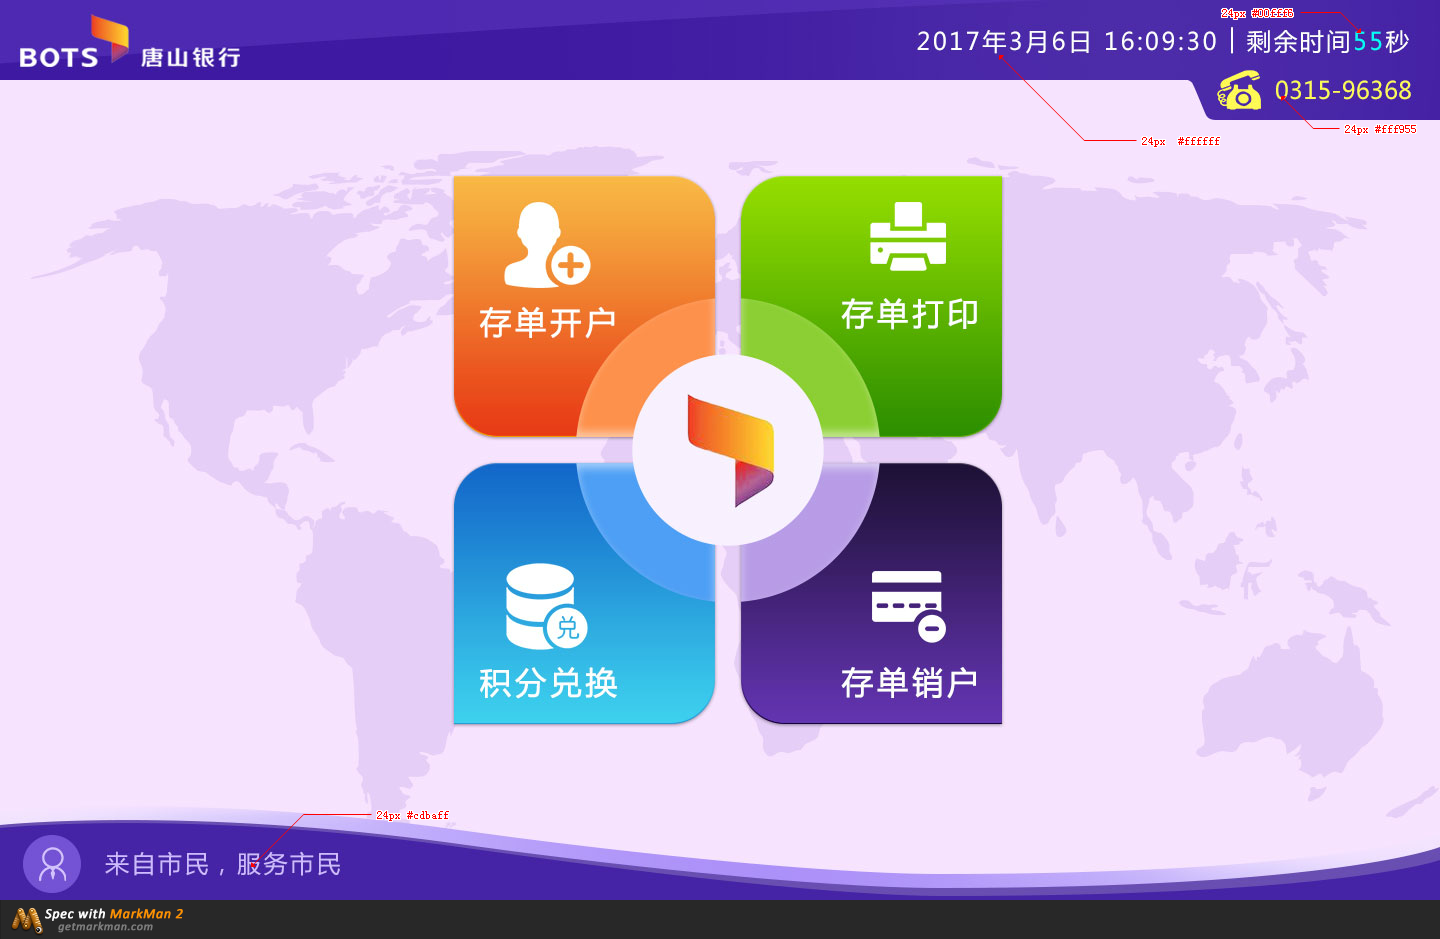 24px #00fff6
BOTS 唐山银行
2017年3月6日 16:09:30 | 剩余时间55秒
0315-96368
24px #fff955
24px #ffffff
存单开户
存单打印
兑
积分兑换
存单销户
24px #cdbaff
来自市民，服务市民
Spec with MarkMan 2
getmarkman.com